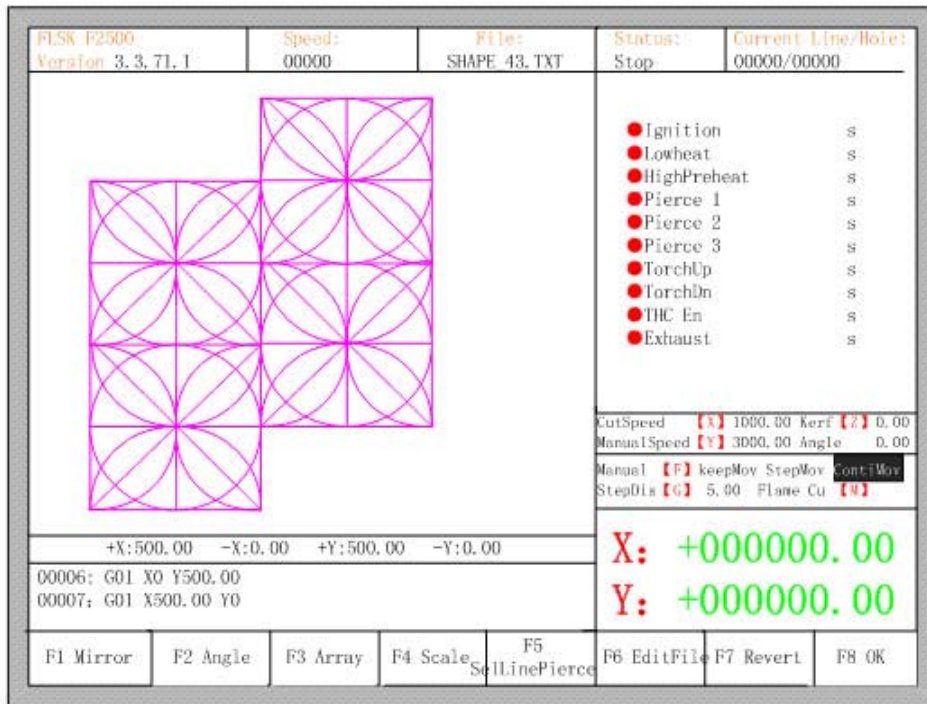 FLSK F2500 Speed: File: Status: Current Line/Hole:
Version 3.3.71.1 00000 SHAPE_43.TXT Stop 00000/00000
Ignition s
Lowheat s
HighPreheat s
Pierce 1 s
Pierce 2 s
Pierce 3 s
TorchUp s
TorchDn s
THC En s
Exhaust s
CutSpeed 【X】 1000.00 Kerf【Z】0.00
ManualSpeed【Y】3000.00 Angle 0.00
Manual 【F】keepMov StepMov ContiMov
StepDis【G】 5.00 Flame Cu【M】
+X:500.00 -X:0.00 +Y:500.00 -Y:0.00
00006: G01 X0 Y500.00
00007: G01 X500.00 Y0
X: +000000.00
Y: +000000.00
F1 Mirror F2 Angle F3 Array F4 Scale F5 SelLinePierce F6 EditFile F7 Revert F8 OK